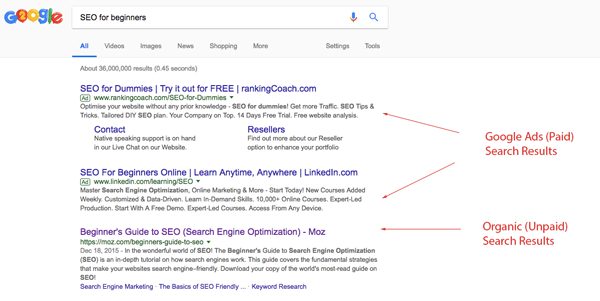 Google
SEO for beginners
All Videos Images News Shopping More Settings Tools
About 36,000,000 results (0.45 seconds)
SEO for Dummies | Try it out for FREE | rankingCoach.com
Ad www.rankingcoach.com/SEO-for-Dummies
Optimise your website without any prior knowledge - SEO for dummies! Get more Traffic. SEO Tips &
Tricks. Tailored DIY SEO plan. Your Company on Top. 14 Days Free Trial. Free website analysis.
Contact
Native speaking support is on hand
in our Live Chat on our Website.
Resellers
Find out more about our Reseller
option to enhance your portfolio
Google Ads (Paid)
Search Results
SEO For Beginners Online | Learn Anytime, Anywhere | LinkedIn.com
Ad www.linkedin.com/learning/SEO
Master Search Engine Optimization, Online Marketing & More - Start Today! New Courses Added
Weekly. Customized & Data-Driven. Learn In-Demand Skills. 10,000+ Online Courses. Expert-Led
Production. Start With A Free Demo. Expert-Led Courses. Access From Any Device.
Organic (Unpaid)
Search Results
Beginner's Guide to SEO (Search Engine Optimization) - Moz
https://moz.com/beginners-guide-to-seo
Dec 18, 2015 - In the wonderful world of SEO! The Beginner's Guide to Search Engine Optimization
(SEO) is an in-depth tutorial on how search engines work. This guide covers the fundamental strategies
that make your websites search engine–friendly. Download your copy of the world's most-read guide on
SEO!
Search Engine Marketing · The Basics of SEO Friendly ... · Keyword Research